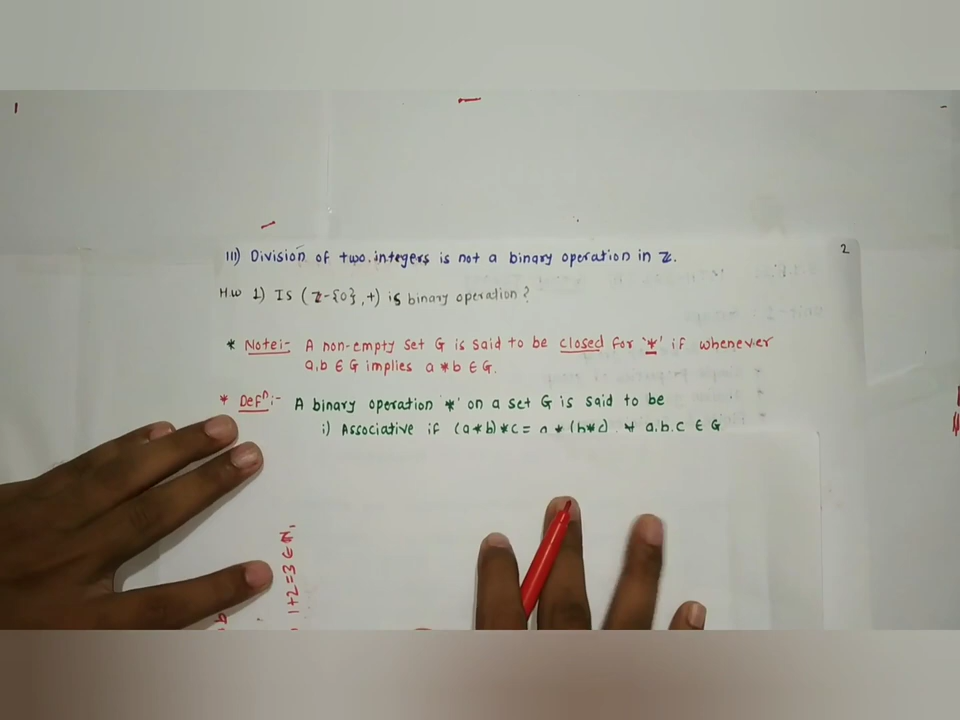 2
III) Division of two integers is not a binary operation in Z.
H.W 1) Is (Z-{0}, +) is binary operation?
* Note:- A non-empty set G is said to be closed for '*' if whenever
a,b ∈ G implies a * b ∈ G.
* Defⁿ:- A binary operation '*' on a set G is said to be
i) Associative if (a*b)*c = a * (b*c) ∀ a,b,c ∈ G
1+2=3 ∈ N,
b